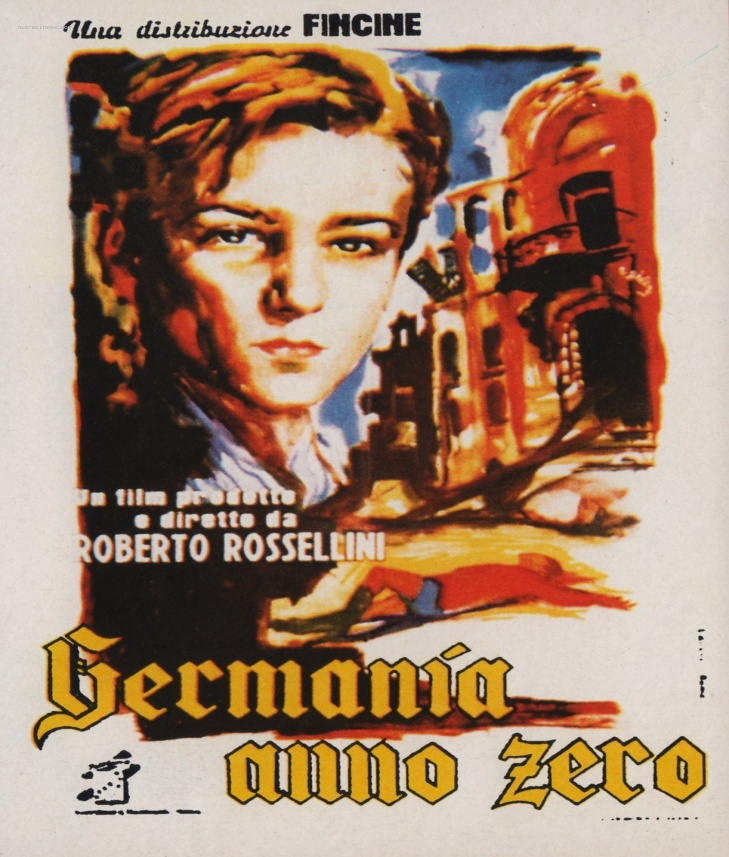 Una distribuzione FINCINE
Un film prodotto
e diretto da
ROBERTO ROSSELLINI
Germania
anno zero